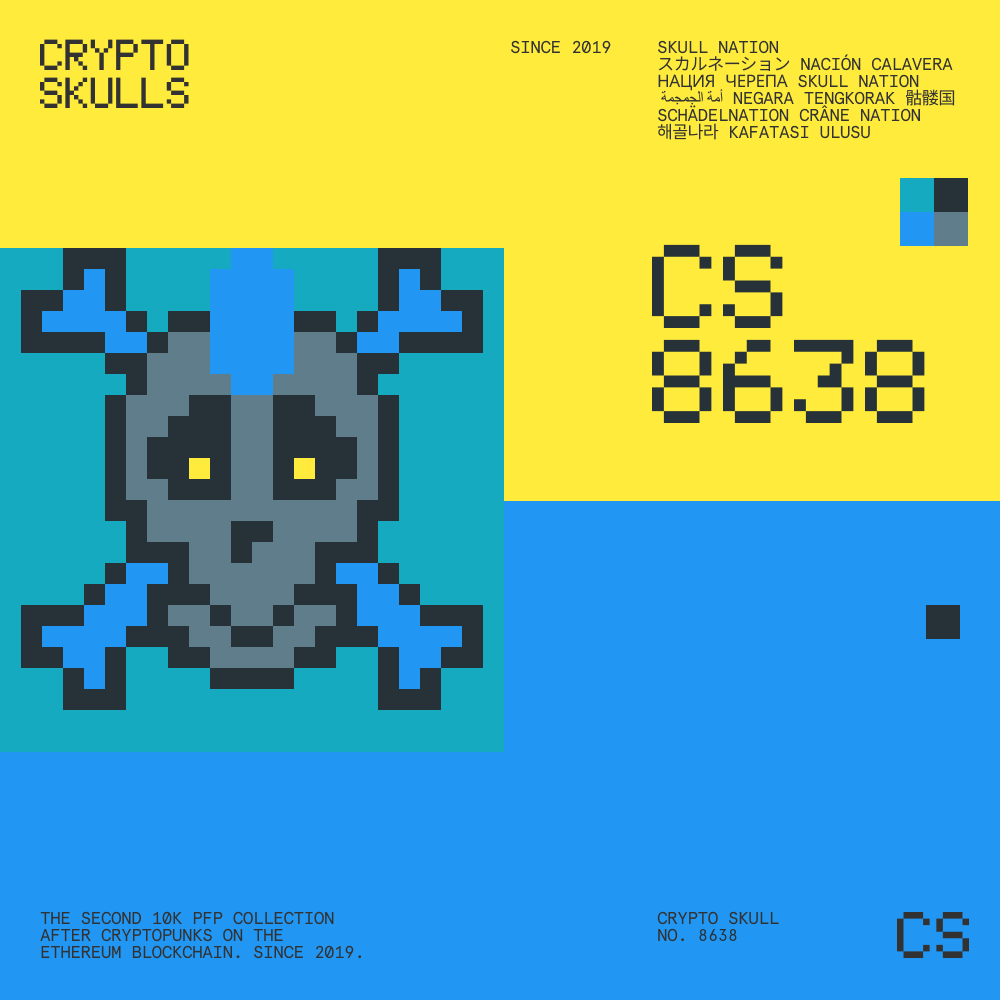 CRYPTO
SKULLS
SINCE 2019
SKULL NATION
スカルネーション NACIÓN CALAVERA
НАЦИЯ ЧЕРЕПА SKULL NATION
أمة الجمجمة NEGARA TENGKORAK 骷髅国
SCHÄDELNATION CRÂNE NATION
해골나라 KAFATASI ULUSU
CS
8638
THE SECOND 10K PFP COLLECTION
AFTER CRYPTOPUNKS ON THE
ETHEREUM BLOCKCHAIN. SINCE 2019.
CRYPTO SKULL
NO. 8638
CS